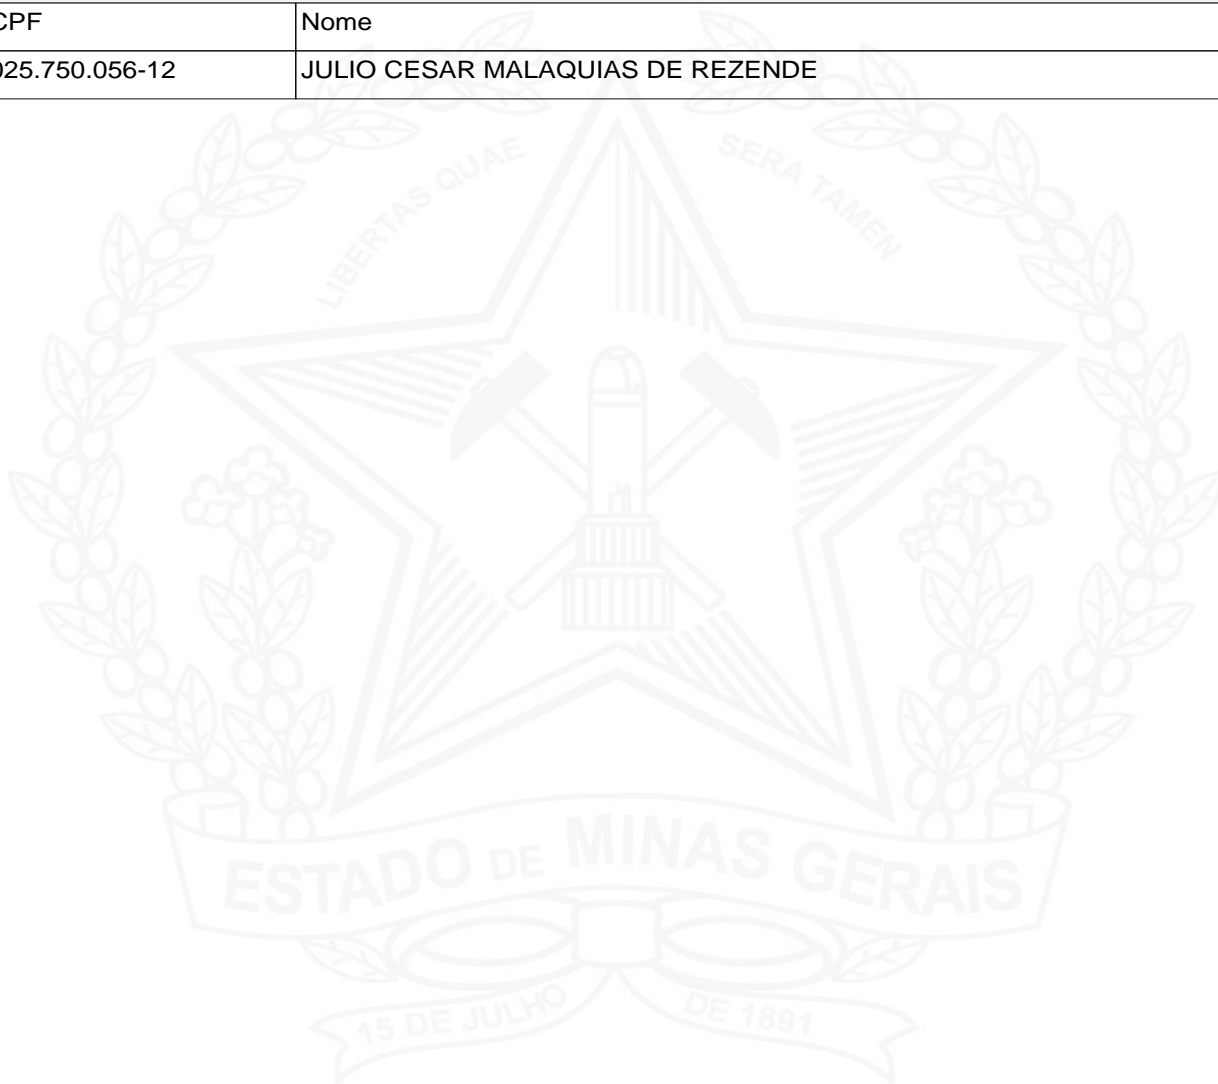 CPF Nome
025.750.056-12 JULIO CESAR MALAQUIAS DE REZENDE
LIBERTAS QUAE SERA TAMEN
ESTADO DE MINAS GERAIS
15 DE JULHO DE 1891